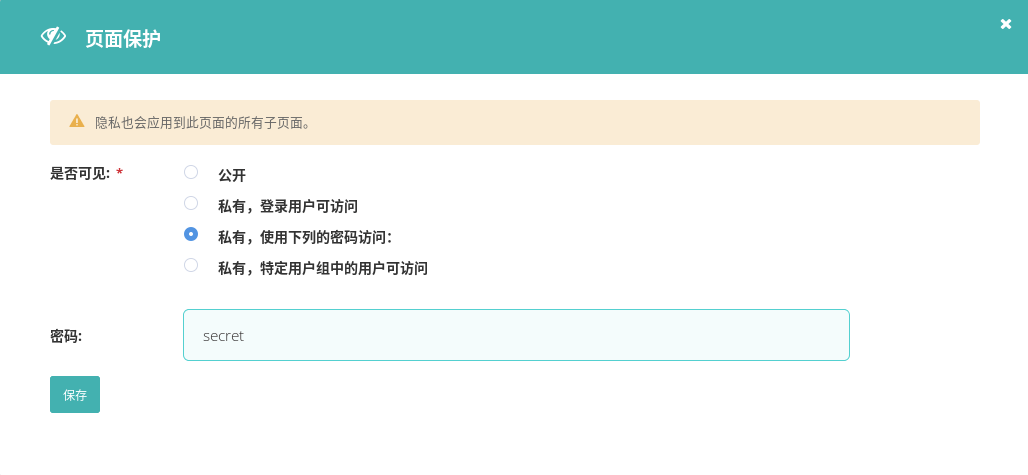 页面保护
隐私也会应用到此页面的所有子页面。
是否可见: *
公开
私有，登录用户可访问
私有，使用下列的密码访问：
私有，特定用户组中的用户可访问
密码:
secret
保存